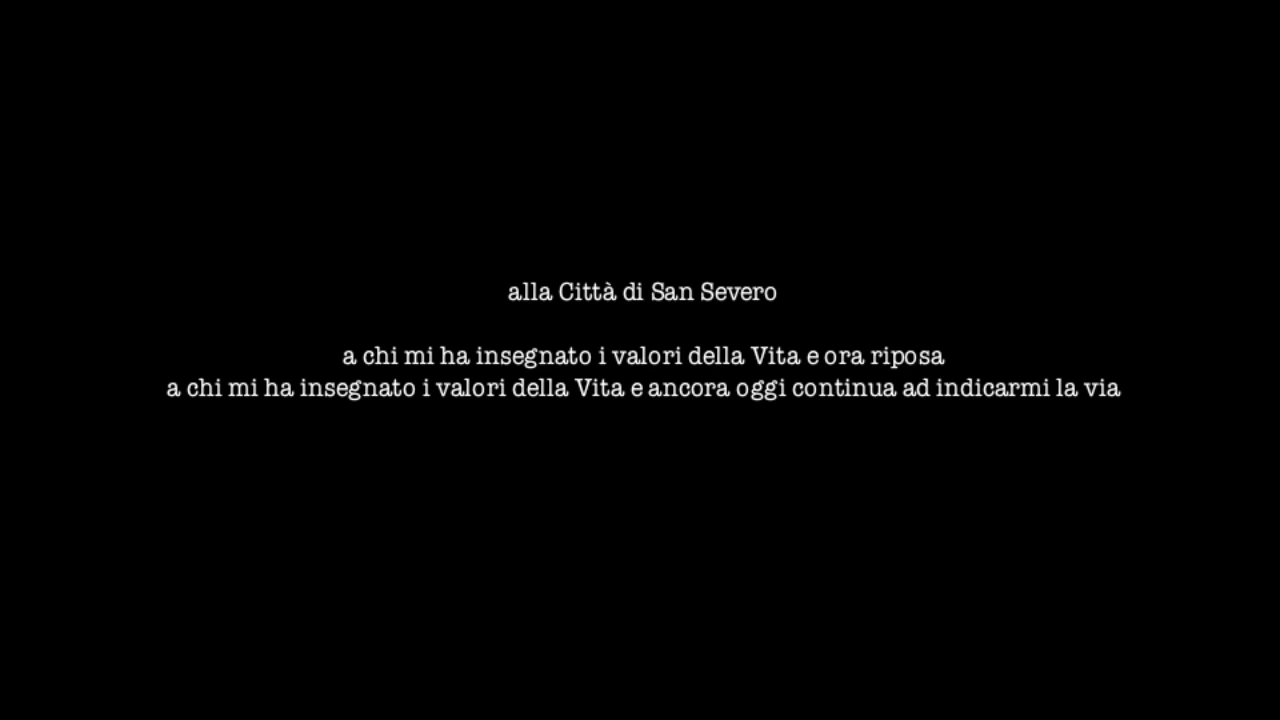 alla Città di San Severo
a chi mi ha insegnato i valori della Vita e ora riposa
a chi mi ha insegnato i valori della Vita e ancora oggi continua ad indicarmi la via